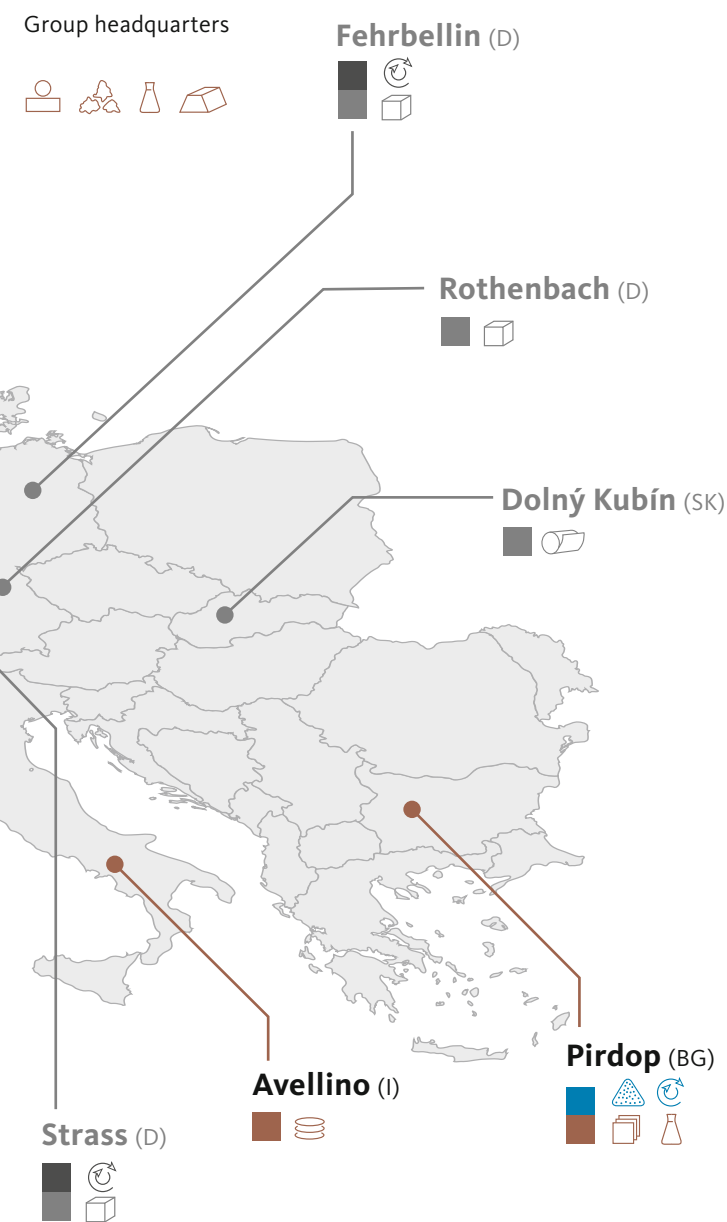 Group headquarters
Fehrbellin (D)
Rothenbach (D)
Dolný Kubín (SK)
Pirdop (BG)
Avellino (I)
Strass (D)